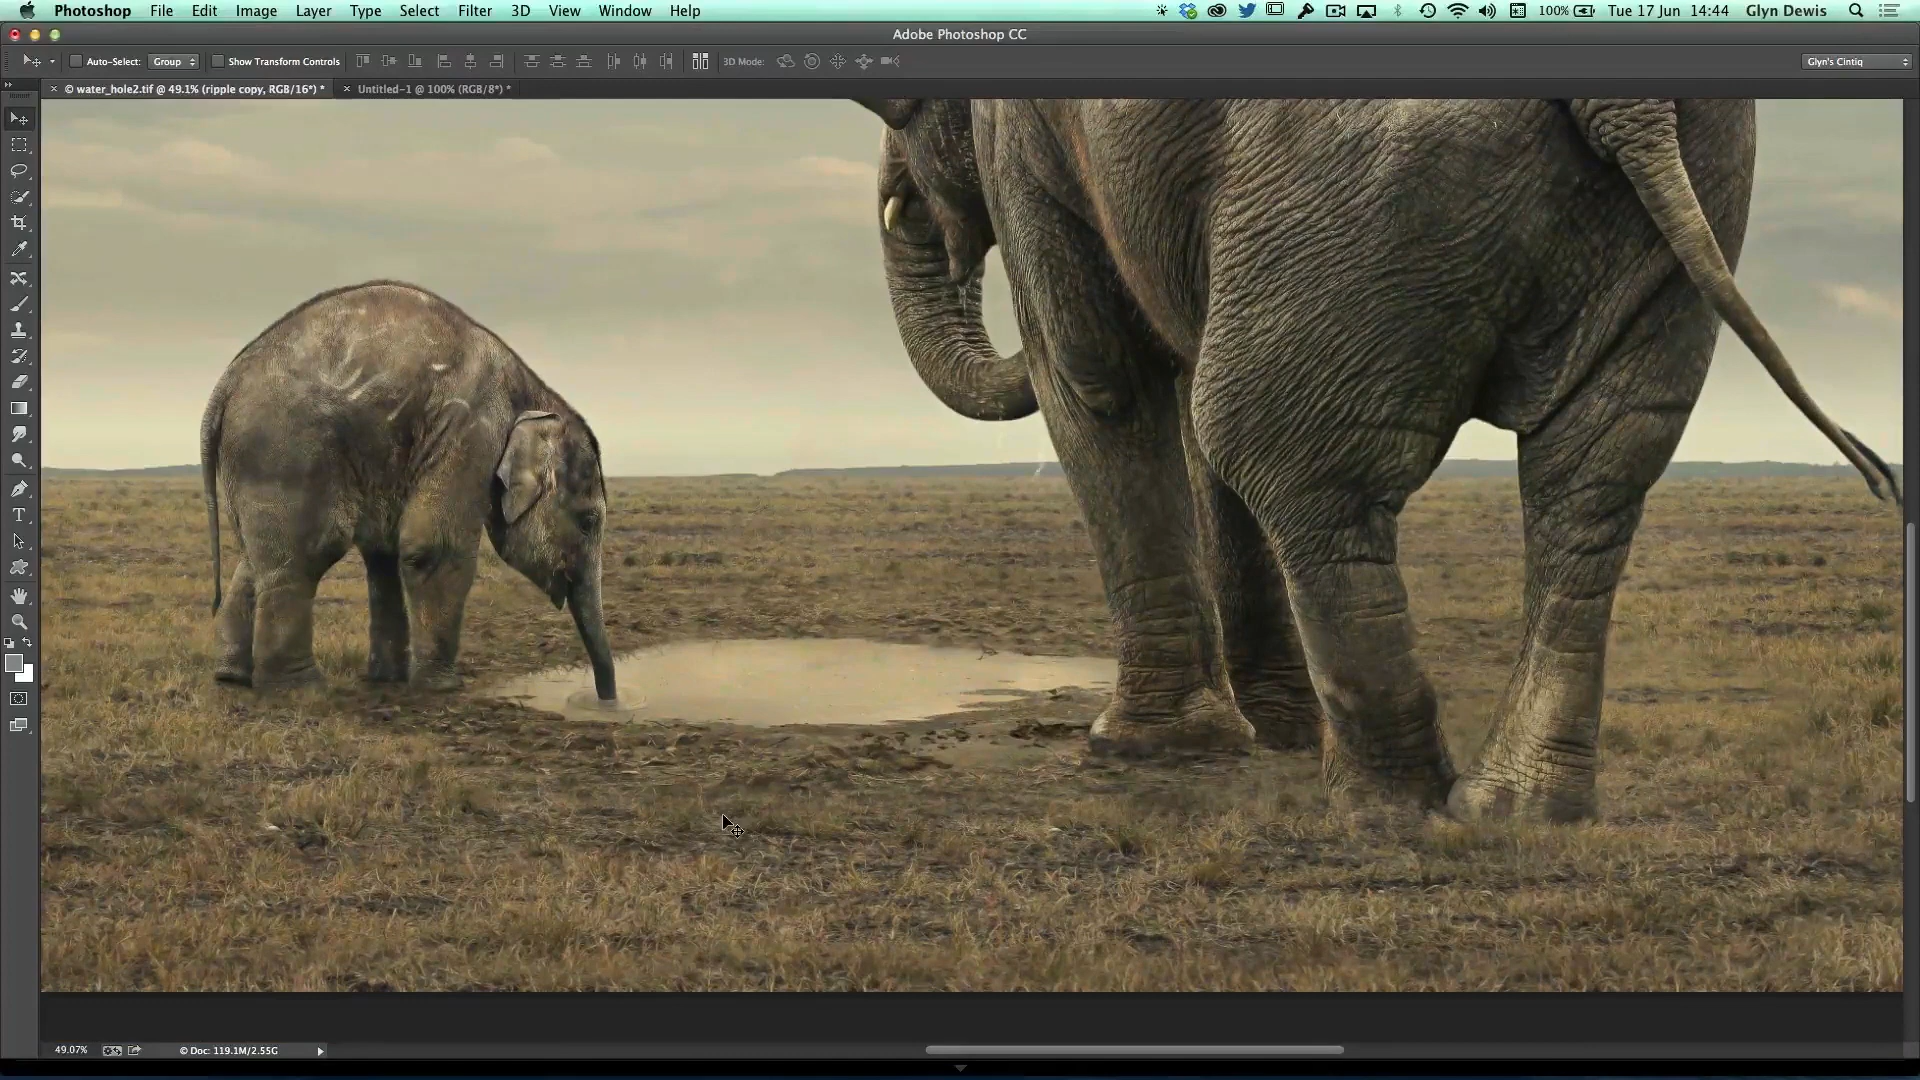 Photoshop File Edit Image Layer Type Select Filter 3D View Window Help 100% Tue 17 Jun 14:44 Glyn Dewis
Adobe Photoshop CC
Auto-Select: Group Show Transform Controls 3D Mode: Glyn's Cintiq
© water_hole2.tif @ 49.1% (ripple copy, RGB/16*) * Untitled-1 @ 100% (RGB/8*) *
49.07% © Doc: 119.1M/2.55G